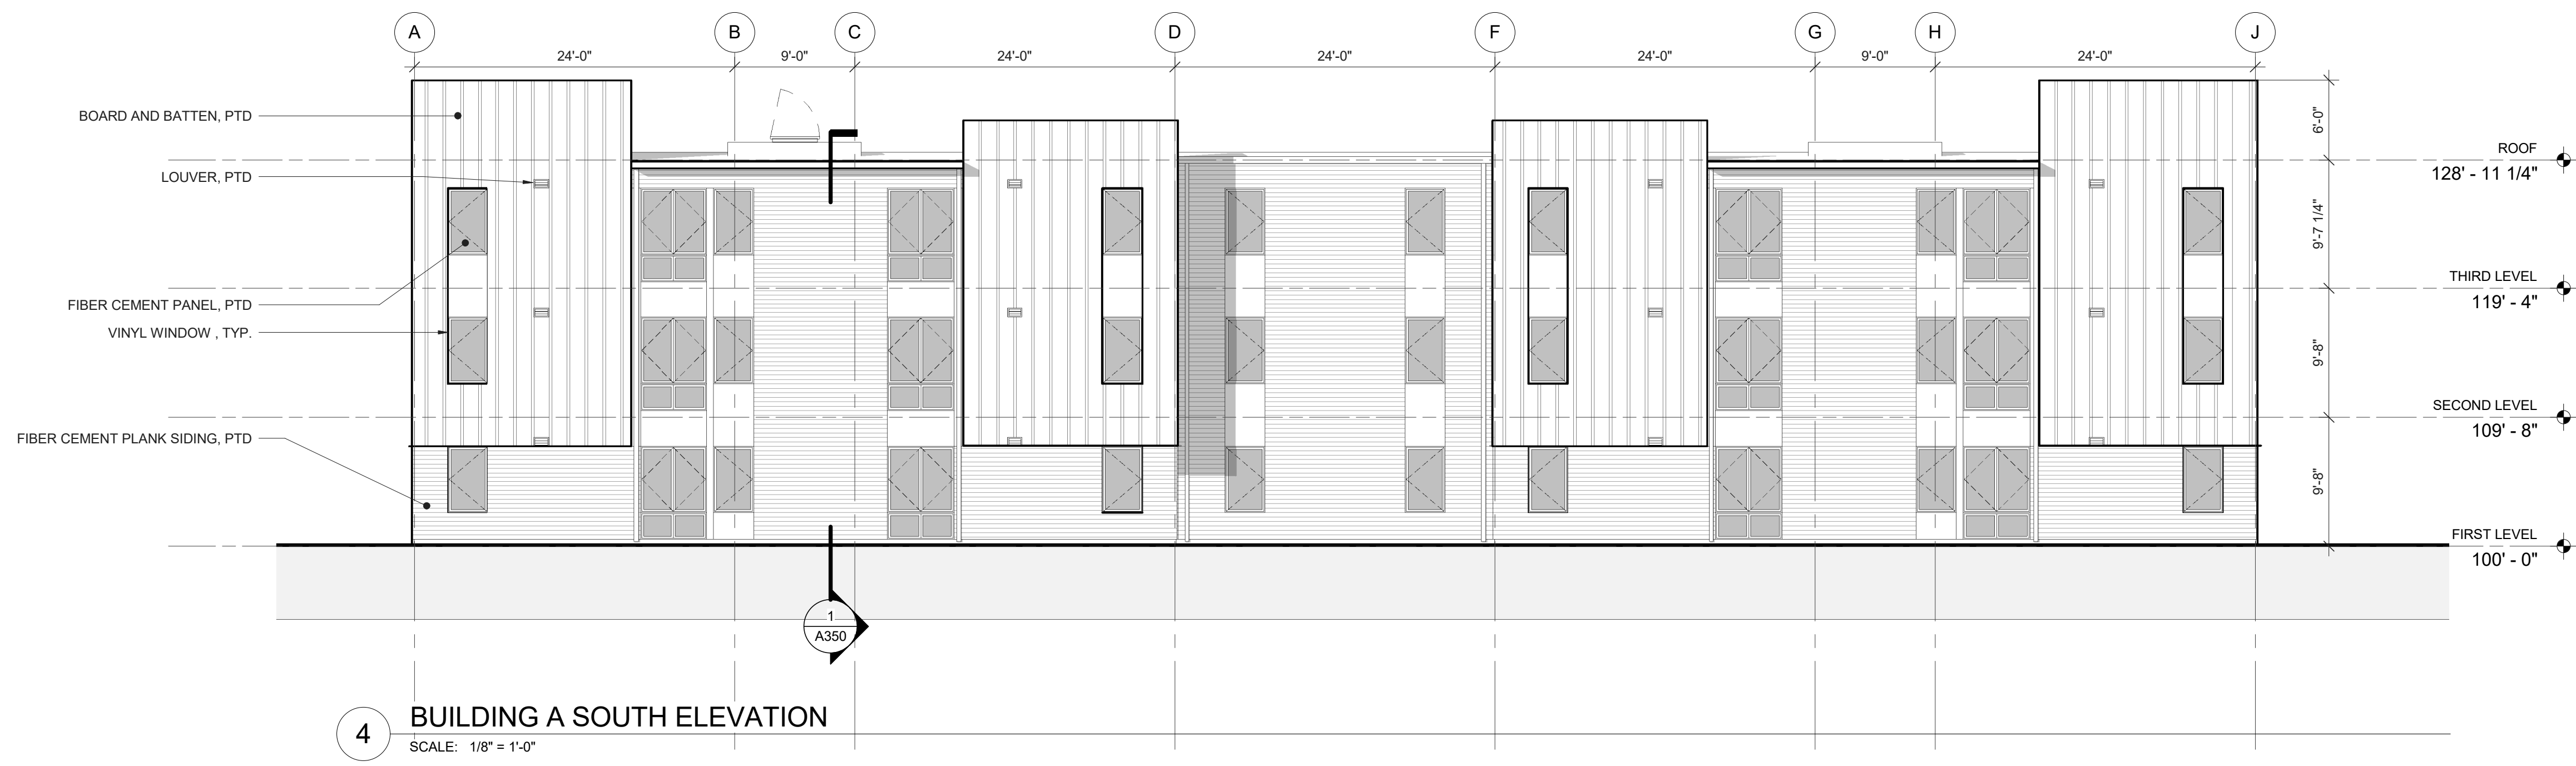 A
B
C
D
F
G
H
J
24'-0"
9'-0"
24'-0"
24'-0"
24'-0"
9'-0"
24'-0"
BOARD AND BATTEN, PTD
LOUVER, PTD
FIBER CEMENT PANEL, PTD
VINYL WINDOW , TYP.
FIBER CEMENT PLANK SIDING, PTD
6'-0"
9'-7 1/4"
9'-8"
9'-8"
ROOF
128' - 11 1/4"
THIRD LEVEL
119' - 4"
SECOND LEVEL
109' - 8"
FIRST LEVEL
100' - 0"
1
A350
4
BUILDING A SOUTH ELEVATION
SCALE: 1/8" = 1'-0"